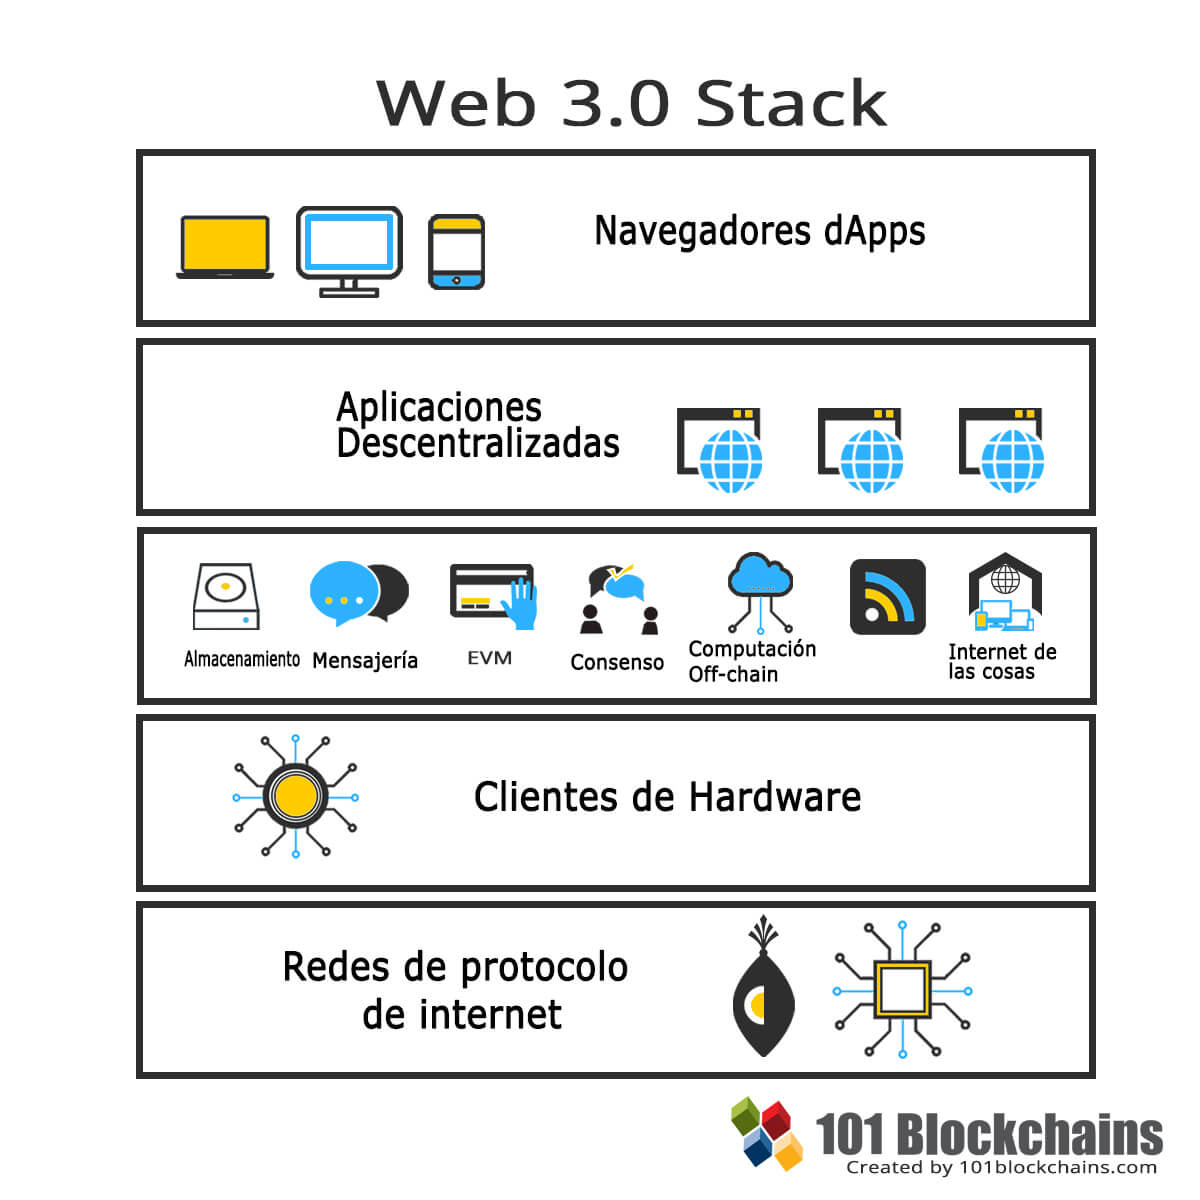 Web 3.0 Stack
Navegadores dApps
Aplicaciones
Descentralizadas
Almacenamiento
Mensajería
EVM
Consenso
Computación
Off-chain
Internet de
las cosas
Clientes de Hardware
Redes de protocolo
de internet
101 Blockchains
Created by 101blockchains.com